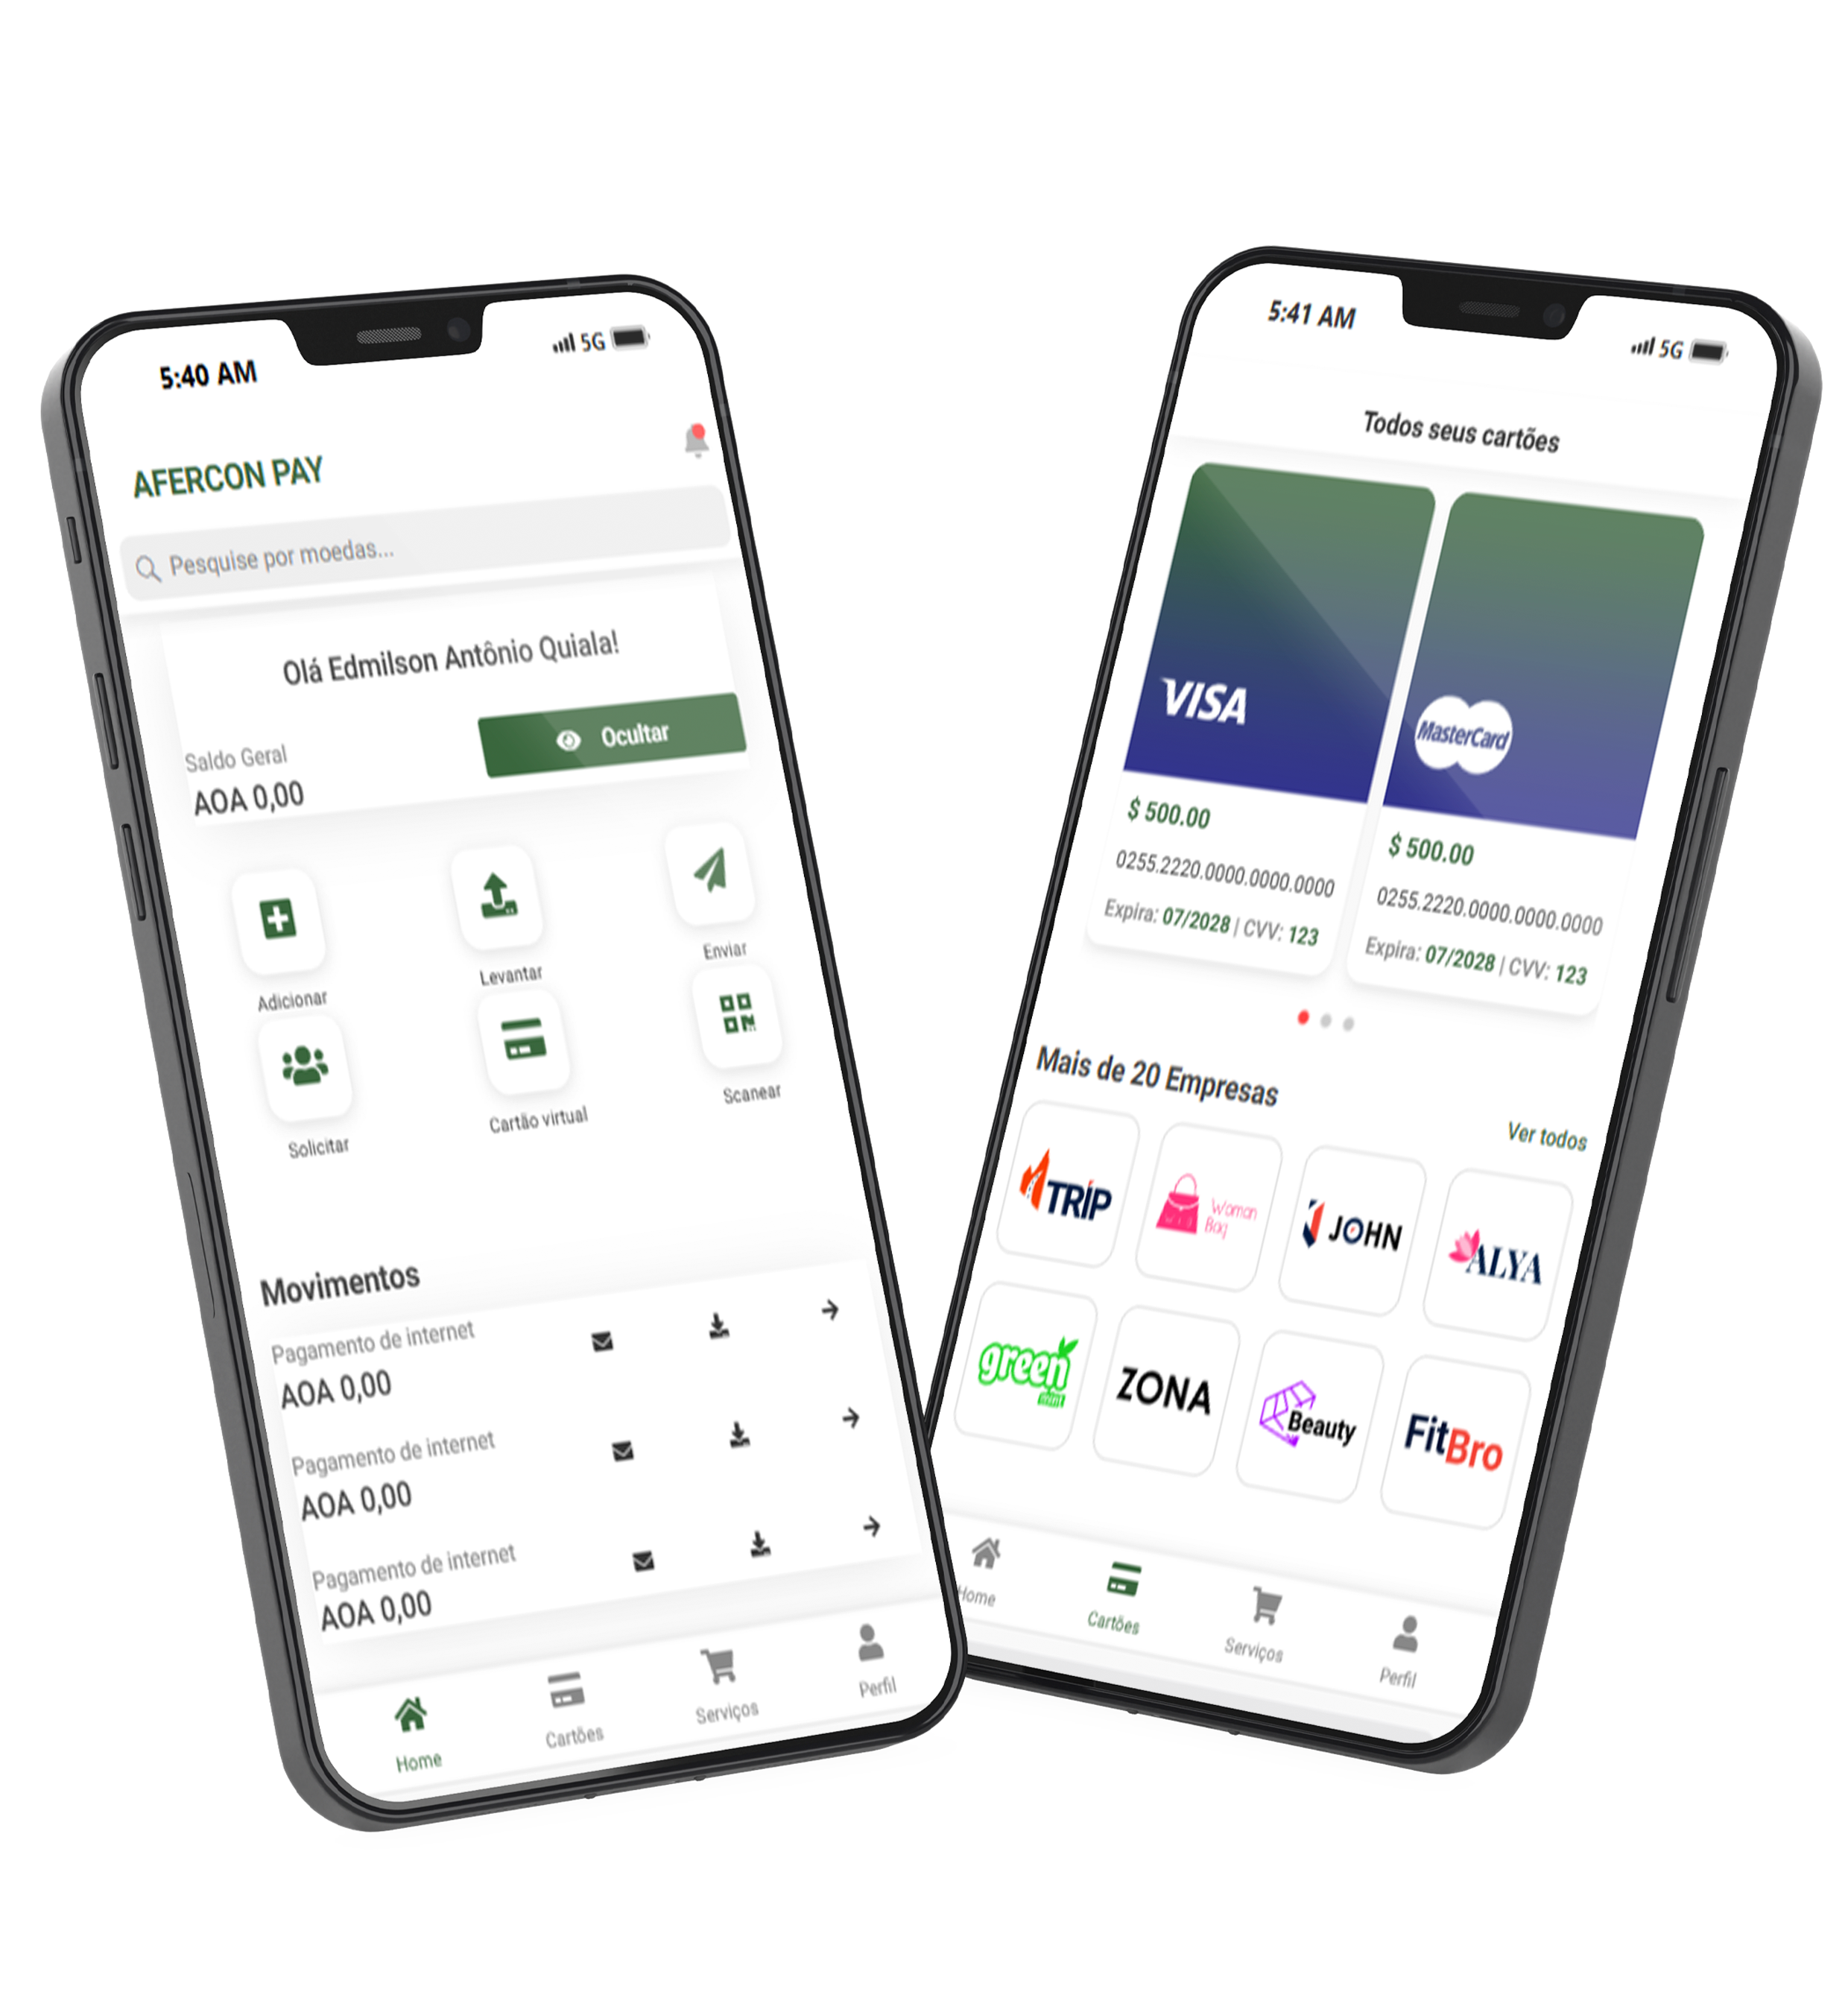 5:40 AM
5G
AFERCON PAY
Pesquise por moedas...
Olá Edmilson Antônio Quiala!
Ocultar
Saldo Geral
AOA 0,00
Adicionar
Levantar
Enviar
Solicitar
Cartão virtual
Scanear
Movimentos
Pagamento de internet
AOA 0,00
Pagamento de internet
AOA 0,00
Pagamento de internet
AOA 0,00
Home
Cartões
Serviços
Perfil
5:41 AM
5G
Todos seus cartões
VISA
$ 500.00
0255.2220.0000.0000.0000
Expira: 07/2028 | CVV: 123
MasterCard
$ 500.00
0255.2220.0000.0000.0000
Expira: 07/2028 | CVV: 123
Mais de 20 Empresas
Ver todos
TRIP
Woman
Bag
JOHN
ALYA
green
ZONA
Beauty
FitBro
Home
Cartões
Serviços
Perfil